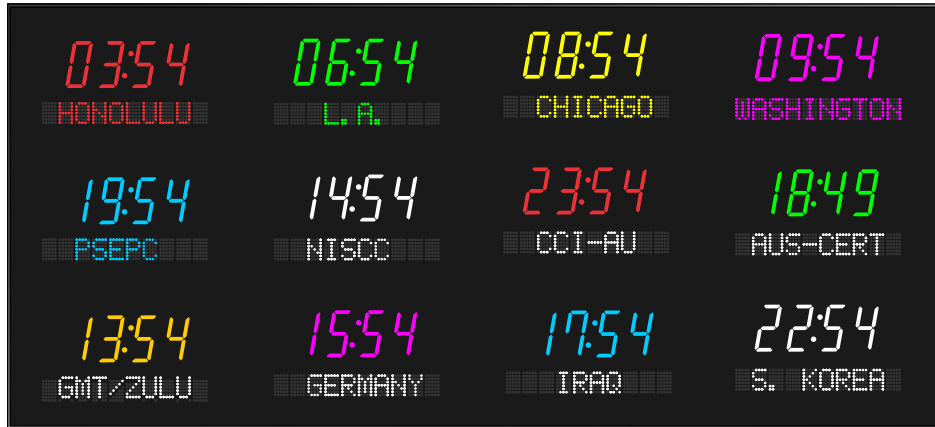 03:54 06:54 08:54 09:54
HONOLULU L.A. CHICAGO WASHINGTON
19:54 14:54 23:54 18:49
PSEPC NISCC CCI-AU AUS-CERT
13:54 15:54 17:54 22:54
GMT/ZULU GERMANY IRAQ S. KOREA